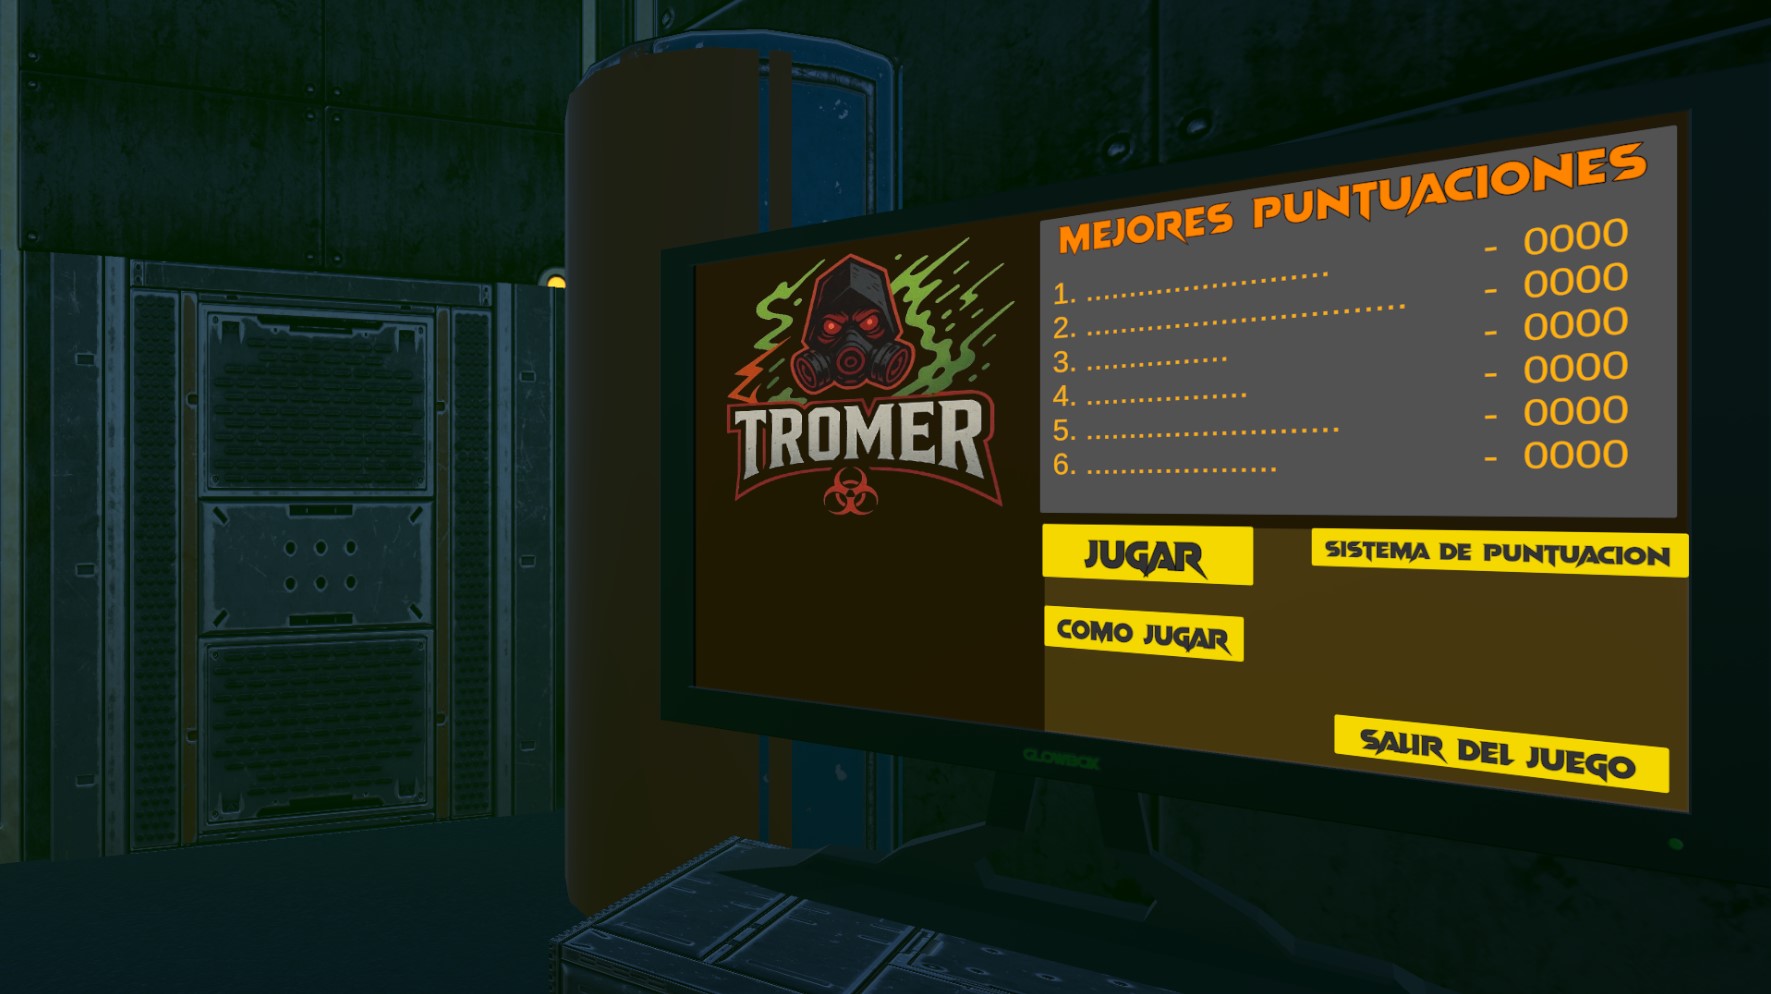 TROMER
MEJORES PUNTUACIONES
1. ............................ - 0000
2. ..................................... - 0000
3. ................ - 0000
4. ................... - 0000
5. ............................. - 0000
6. ...................... - 0000
JUGAR
SISTEMA DE PUNTUACION
COMO JUGAR
SALIR DEL JUEGO
GLOWBOX